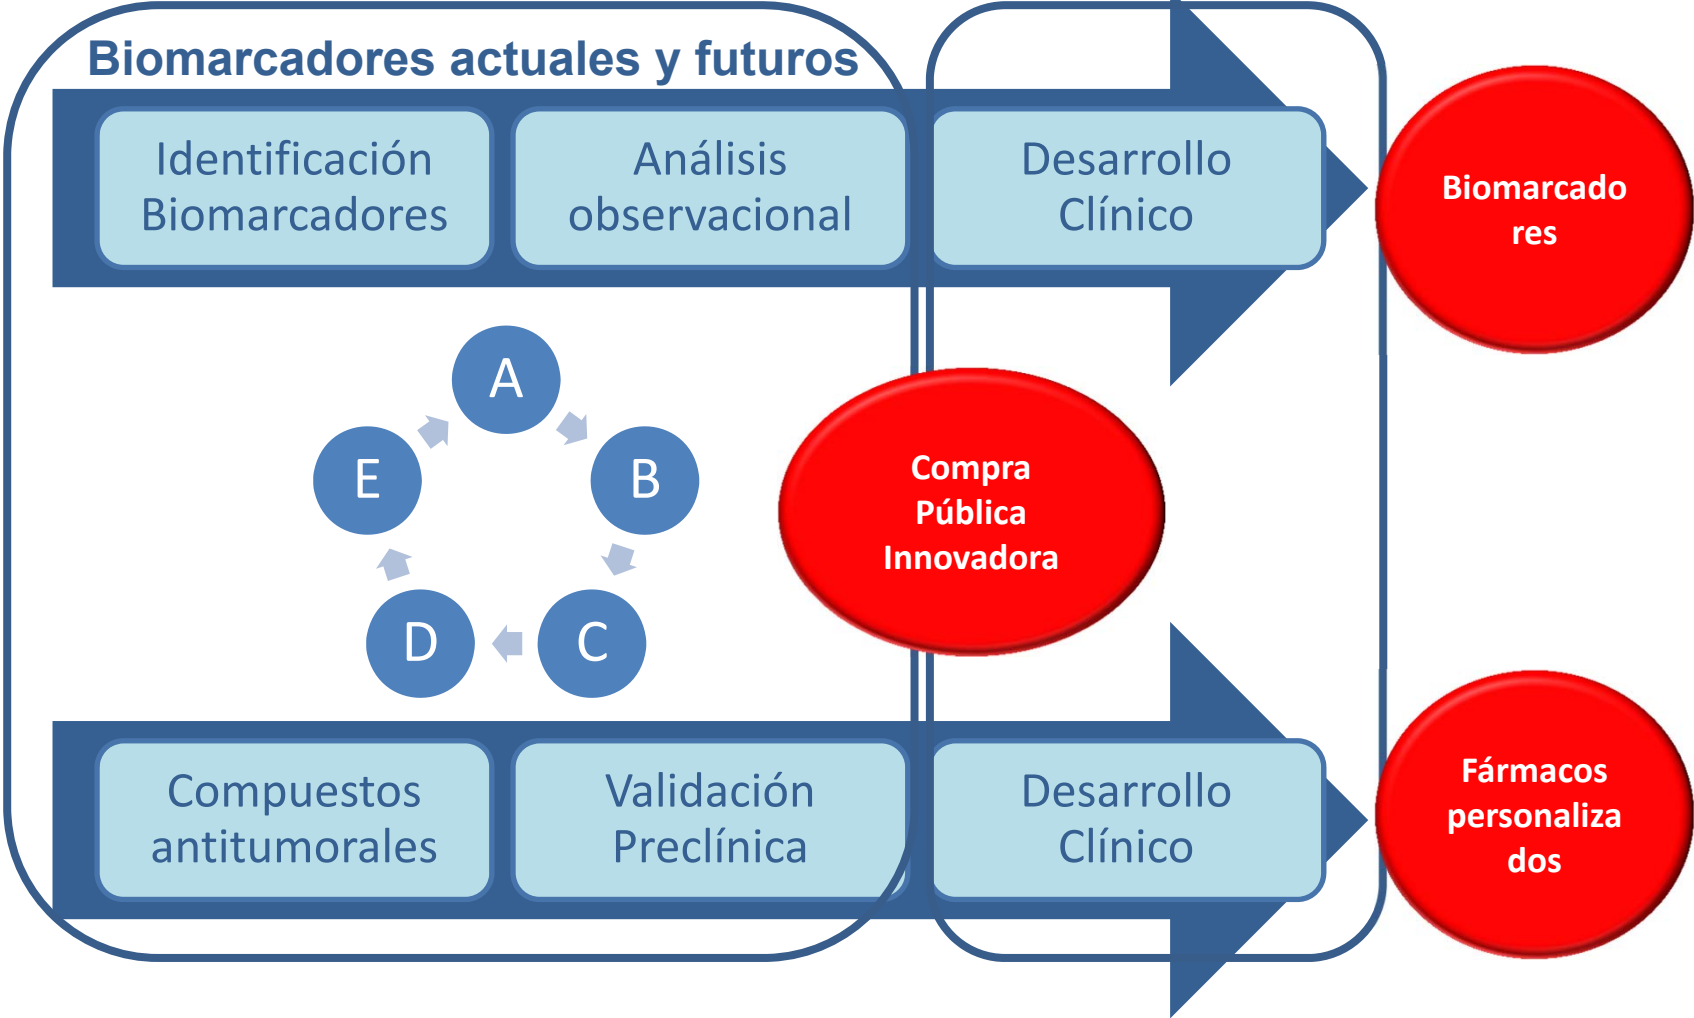 Biomarcadores actuales y futuros
Identificación
Biomarcadores
Análisis
observacional
Desarrollo
Clínico
Biomarcado
res
A
B
C
D
E
Compra
Pública
Innovadora
Compuestos
antitumorales
Validación
Preclínica
Desarrollo
Clínico
Fármacos
personaliza
dos